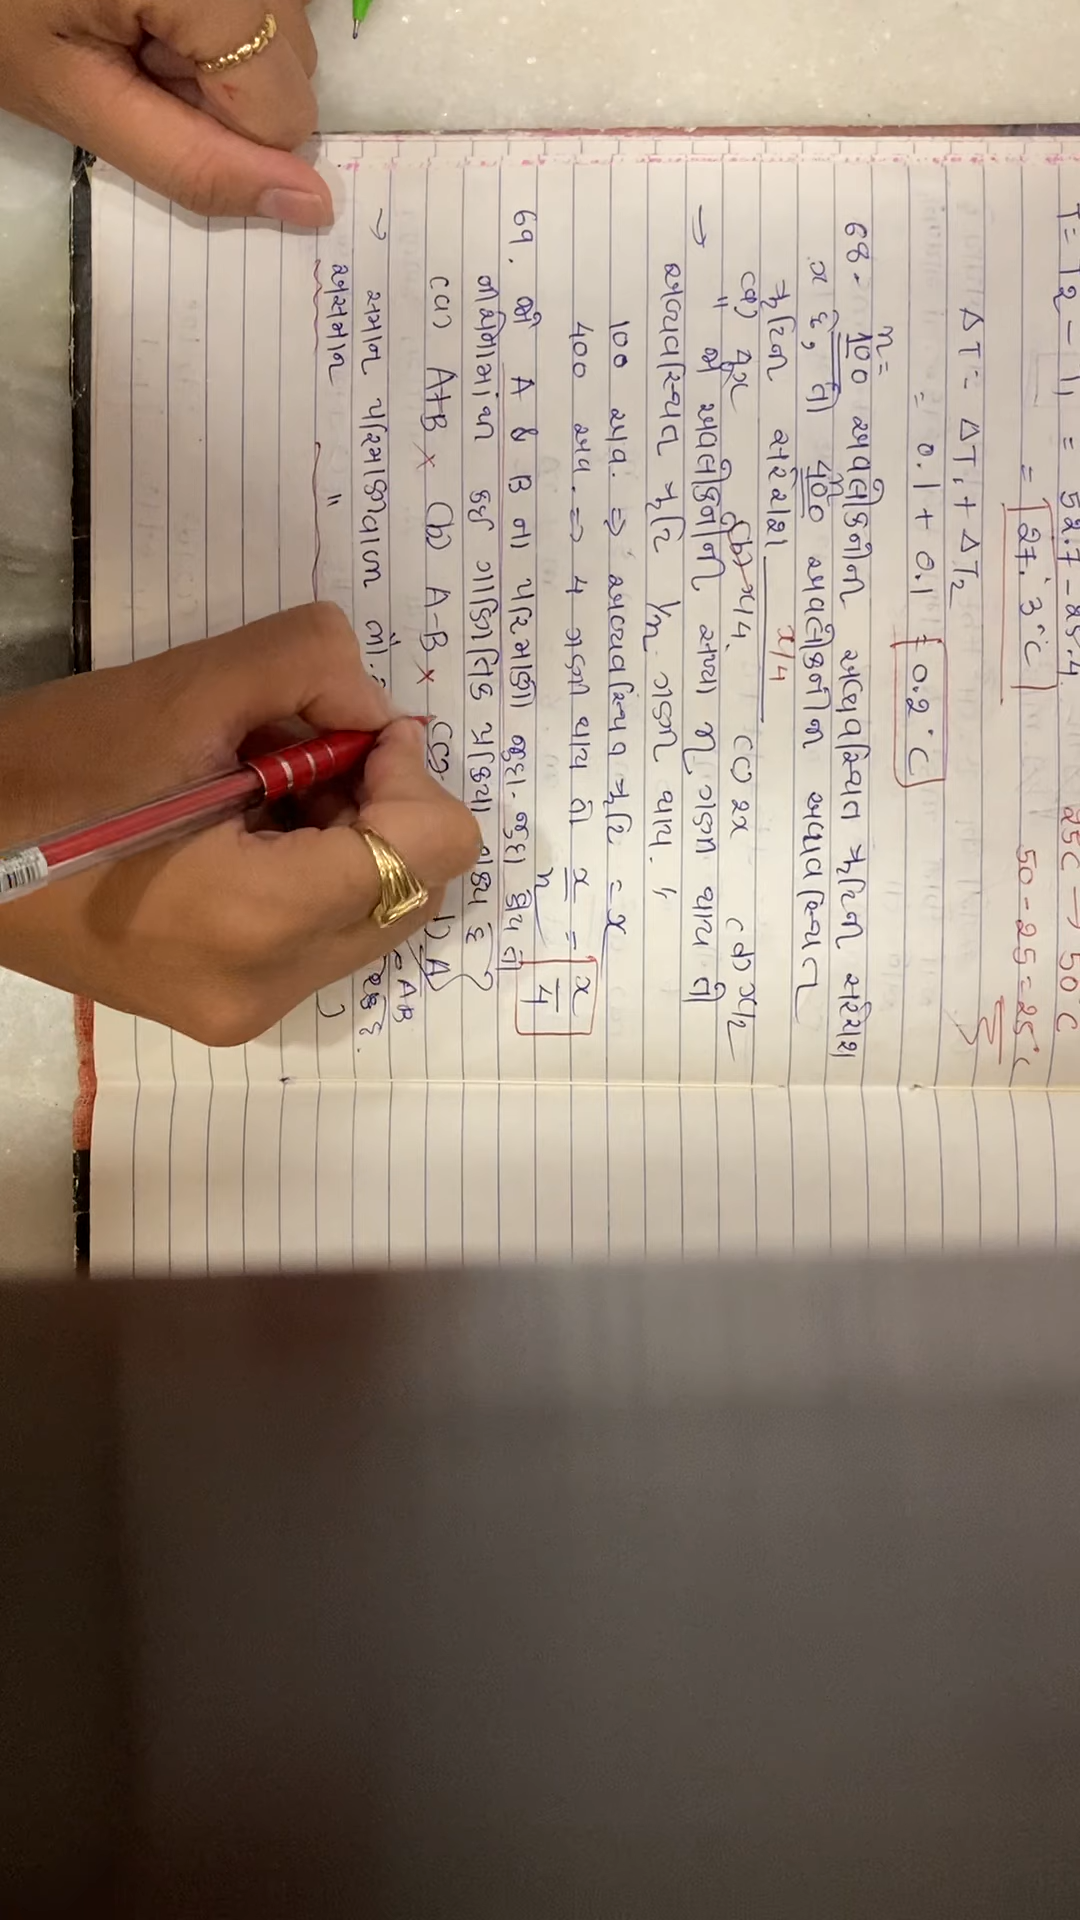 = 52.7 - 25.4
= 27.3°C
25C → 50°C
50 - 25 = 25°C
ΔT = ΔT₁ + ΔT₂
= 0.1 + 0.1 = 0.2°C
n =
68. 100 અવલોકનોની અવ્યવસ્થિત ત્રુટિની સરેરાશ
x છે, તો 400 અવલોકનોની અવ્યવસ્થિત
ત્રુટિની સરેરાશ x/4
(a) 4x (b) x/4. (c) 2x (d) x/2
→ " જો અવલોકનોની સંખ્યા n ગણી થાય તો
અવ્યવસ્થિત ત્રુટિ 1/n ગણી થાય. "
100 અવ. ⇒ અવ્યવસ્થિત ત્રુટિ = x
400 અવ. ⇒ 4 ગણી થાય તો x/n = x/4
69. જો A & B ના પરિમાણ જુદા-જુદા હોય તો
નીચેનામાંથી કઈ ગાણિતિક પ્રક્રિયા શક્ય છે ?
(a) A+B × (b) A-B × (c)
= AB
→ સમાન પરિમાણવાળા
અસમાન "